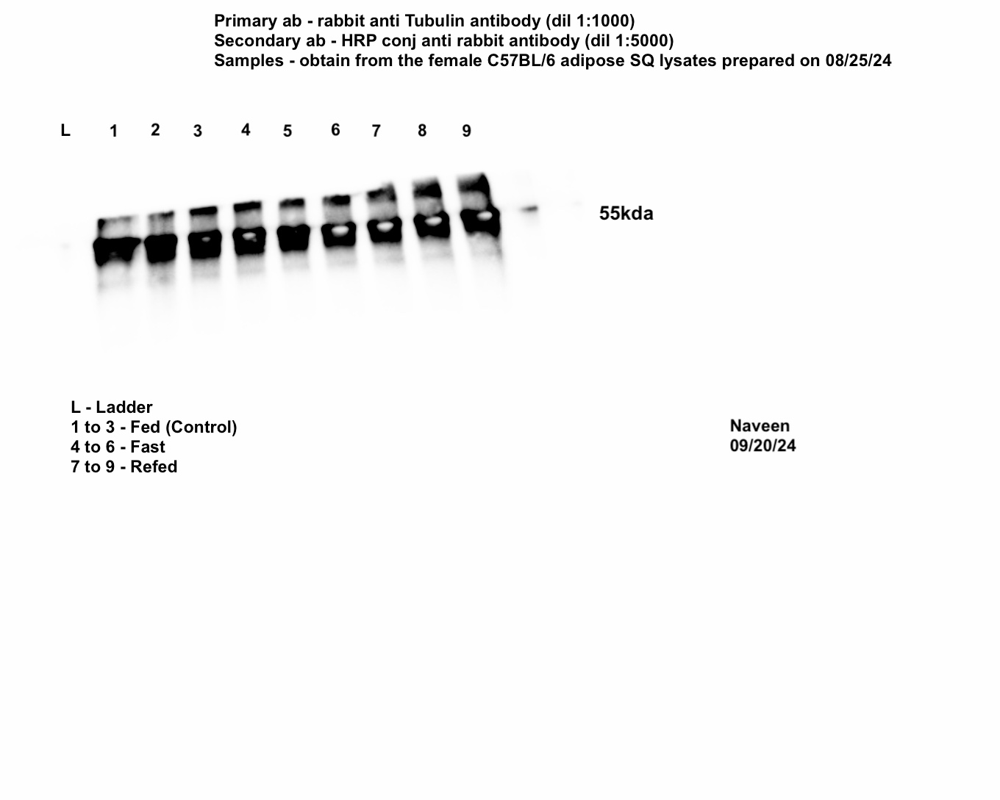 Primary ab - rabbit anti Tubulin antibody (dil 1:1000)
Secondary ab - HRP conj anti rabbit antibody (dil 1:5000)
Samples - obtain from the female C57BL/6 adipose SQ lysates prepared on 08/25/24
L 1 2 3 4 5 6 7 8 9
55kda
L - Ladder
1 to 3 - Fed (Control)
4 to 6 - Fast
7 to 9 - Refed
Naveen
09/20/24